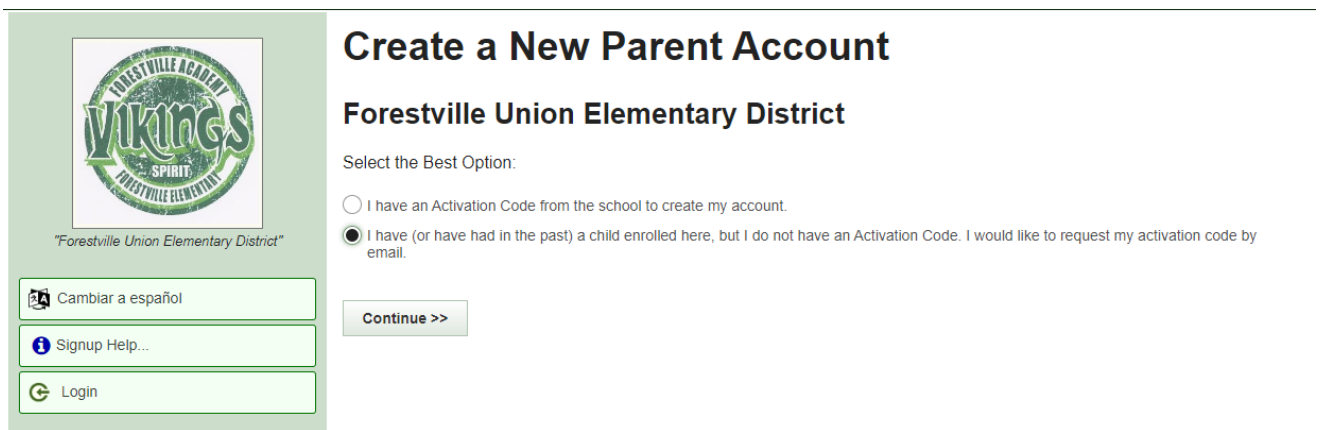 FORESTVILLE ACADEMY
VIKINGS
SPIRIT
FORESTVILLE ELEMENTARY
"Forestville Union Elementary District"
Cambiar a español
Signup Help...
Login
Create a New Parent Account
Forestville Union Elementary District
Select the Best Option:
I have an Activation Code from the school to create my account.
I have (or have had in the past) a child enrolled here, but I do not have an Activation Code. I would like to request my activation code by
email.
Continue >>